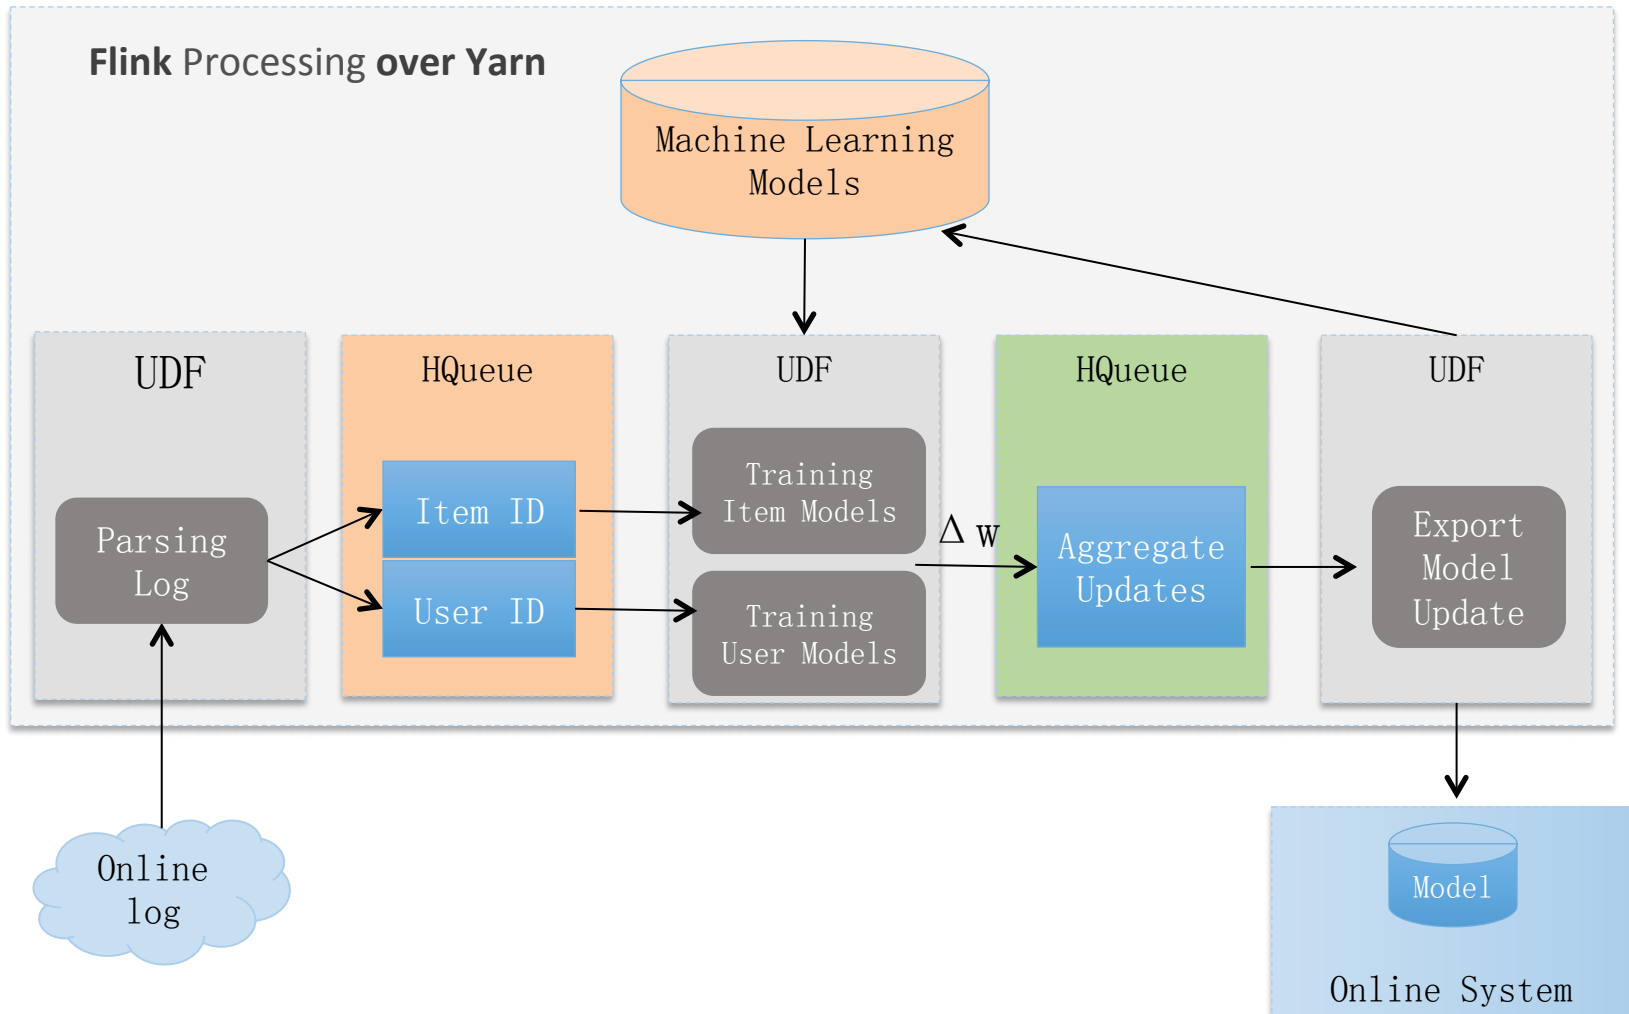 Flink Processing over Yarn
Machine Learning
Models
UDF
Parsing
Log
HQueue
Item ID
User ID
UDF
Training
Item Models
Training
User Models
Δ w
HQueue
Aggregate
Updates
UDF
Export
Model
Update
Online
log
Model
Online System